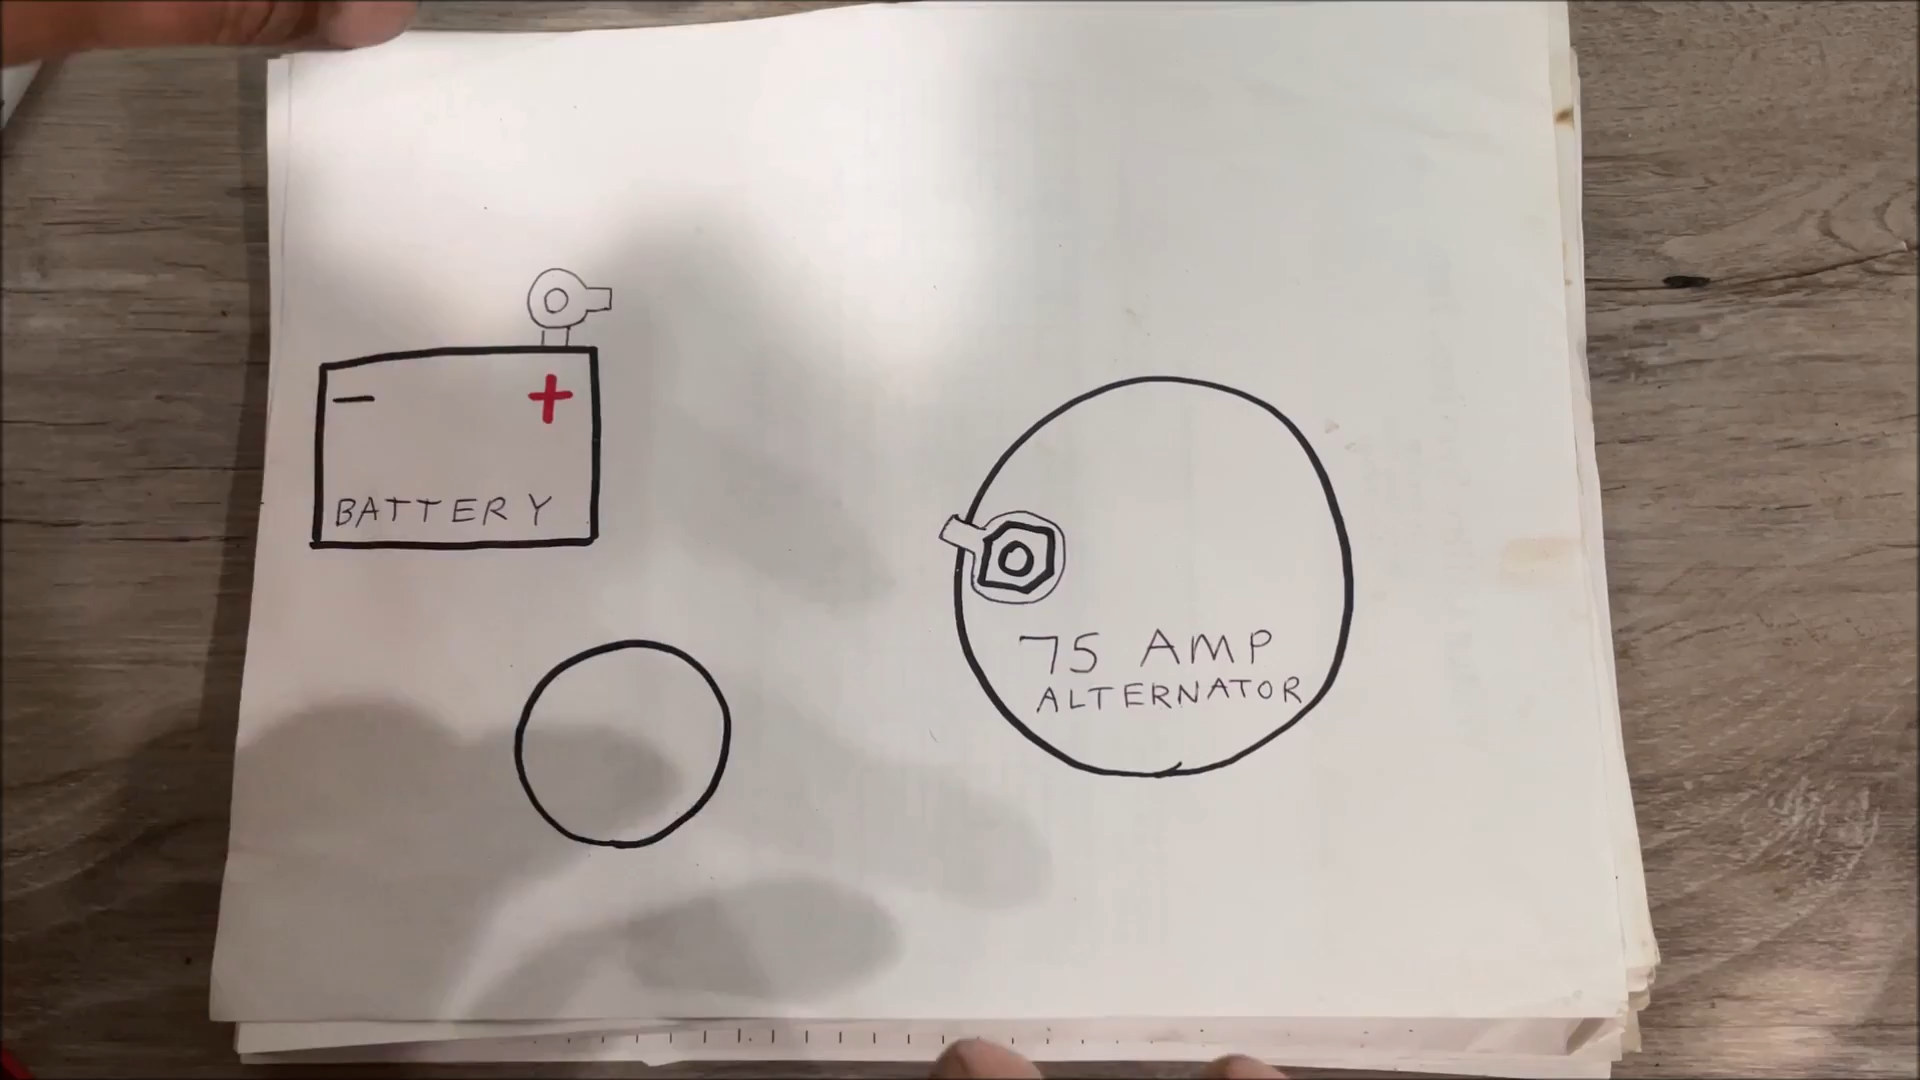 – +
BATTERY
75 AMP
ALTERNATOR